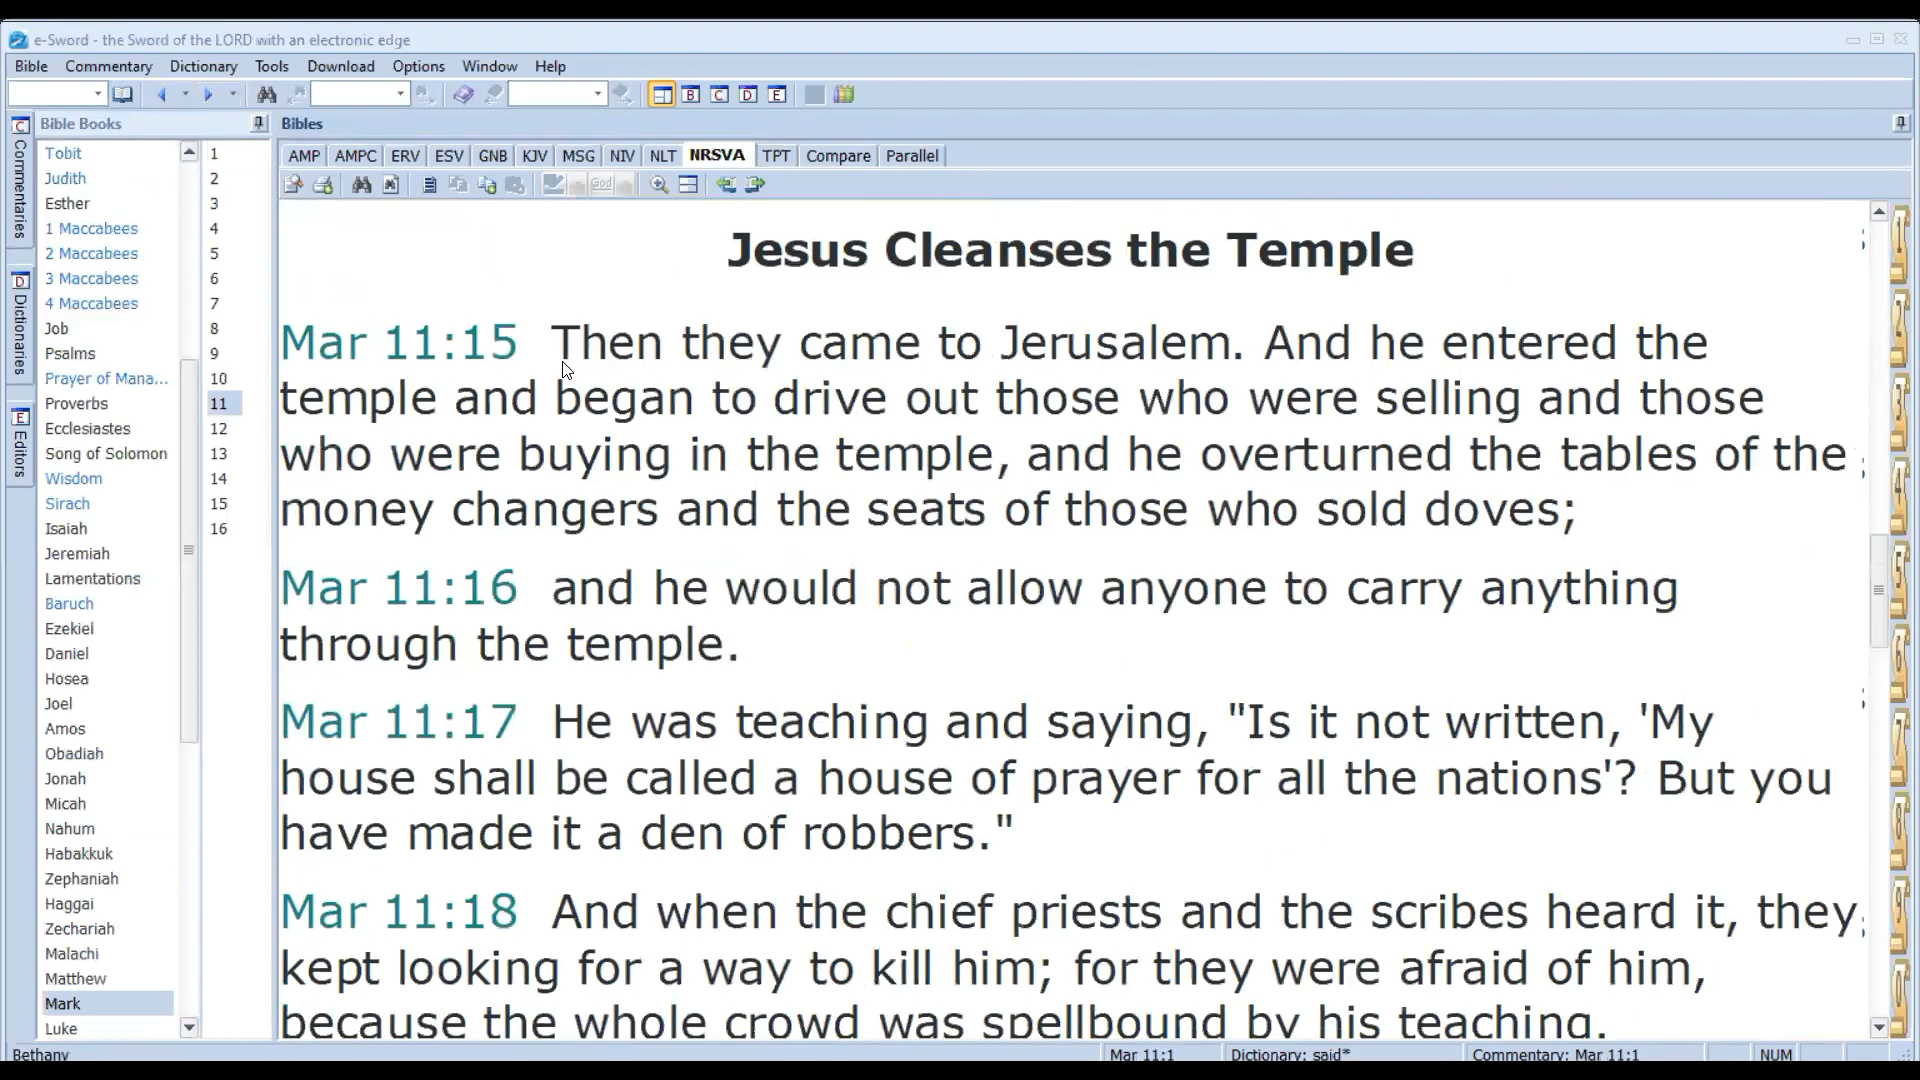 e-Sword - the Sword of the LORD with an electronic edge
Bible Commentary Dictionary Tools Download Options Window Help
B C D E
C Commentaries
D Dictionaries
E Editors
Bible Books
Tobit
Judith
Esther
1 Maccabees
2 Maccabees
3 Maccabees
4 Maccabees
Job
Psalms
Prayer of Mana...
Proverbs
Ecclesiastes
Song of Solomon
Wisdom
Sirach
Isaiah
Jeremiah
Lamentations
Baruch
Ezekiel
Daniel
Hosea
Joel
Amos
Obadiah
Jonah
Micah
Nahum
Habakkuk
Zephaniah
Haggai
Zechariah
Malachi
Matthew
Mark
Luke
1
2
3
4
5
6
7
8
9
10
11
12
13
14
15
16
Bibles
AMP AMPC ERV ESV GNB KJV MSG NIV NLT NRSVA TPT Compare Parallel
God
Jesus Cleanses the Temple
Mar 11:15 Then they came to Jerusalem. And he entered the
temple and began to drive out those who were selling and those
who were buying in the temple, and he overturned the tables of the
money changers and the seats of those who sold doves;
Mar 11:16 and he would not allow anyone to carry anything
through the temple.
Mar 11:17 He was teaching and saying, "Is it not written, 'My
house shall be called a house of prayer for all the nations'? But you
have made it a den of robbers."
Mar 11:18 And when the chief priests and the scribes heard it, they
kept looking for a way to kill him; for they were afraid of him,
because the whole crowd was spellbound by his teaching.
1
2
3
4
5
6
7
8
9
0
Bethany
Mar 11:1
Dictionary: said*
Commentary: Mar 11:1
NUM